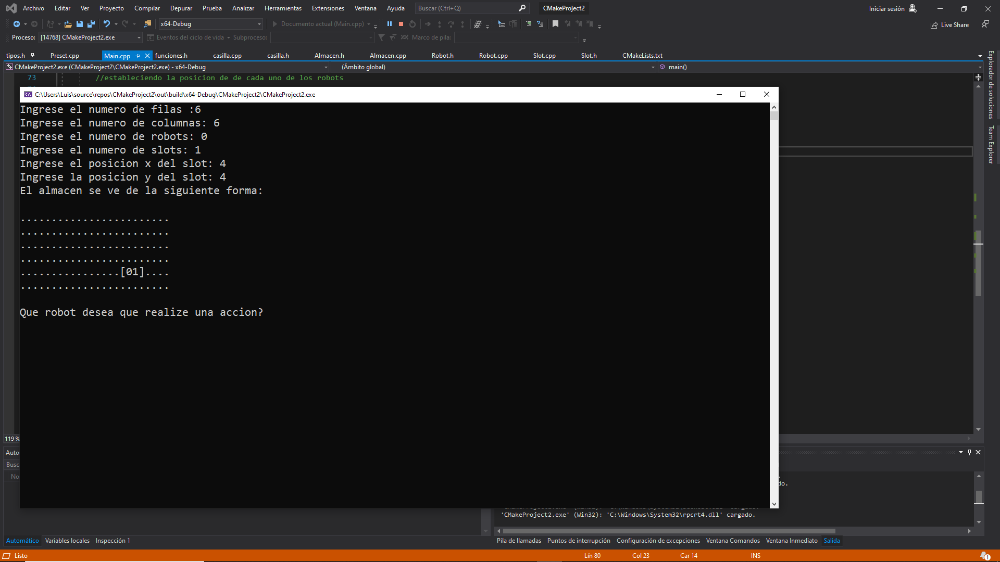 Archivo Editar Ver Proyecto Compilar Depurar Prueba Analizar Herramientas Extensiones Ventana Ayuda Buscar (Ctrl+Q) CMakeProject2 Iniciar sesión
x64-Debug Documento actual (Main.cpp) Live Share
Proceso: [14768] CMakeProject2.exe Eventos del ciclo de vida Subproceso: Marco de pila:
tipos.h Preset.cpp Main.cpp funciones.h casilla.cpp casilla.h Almacen.h Almacen.cpp Robot.h Robot.cpp Slot.cpp Slot.h CMakeLists.txt
CMakeProject2.exe (CMakeProject2\CMakeProject2.exe) - x64-Debug (Ámbito global) main()
73 //estableciendo la posicion de de cada uno de los robots
C:\Users\Luis\source\repos\CMakeProject2\out\build\x64-Debug\CMakeProject2\CMakeProject2.exe
Ingrese el numero de filas :6
Ingrese el numero de columnas: 6
Ingrese el numero de robots: 0
Ingrese el numero de slots: 1
Ingrese el posicion x del slot: 4
Ingrese la posicion y del slot: 4
El almacen se ve de la siguiente forma:
........................
........................
........................
........................
................[01]....
........................
Que robot desea que realize una accion?
Explorador de soluciones
Team Explorer
119 %
Auto
Busc
No
do.
'CMakeProject2.exe' (Win32): 'C:\Windows\System32\rpcrt4.dll' cargado.
Automático Variables locales Inspección 1 Pila de llamadas Puntos de interrupción Configuración de excepciones Ventana Comandos Ventana Inmediato Salida
Listo Lín 80 Col 23 Car 14 INS 1